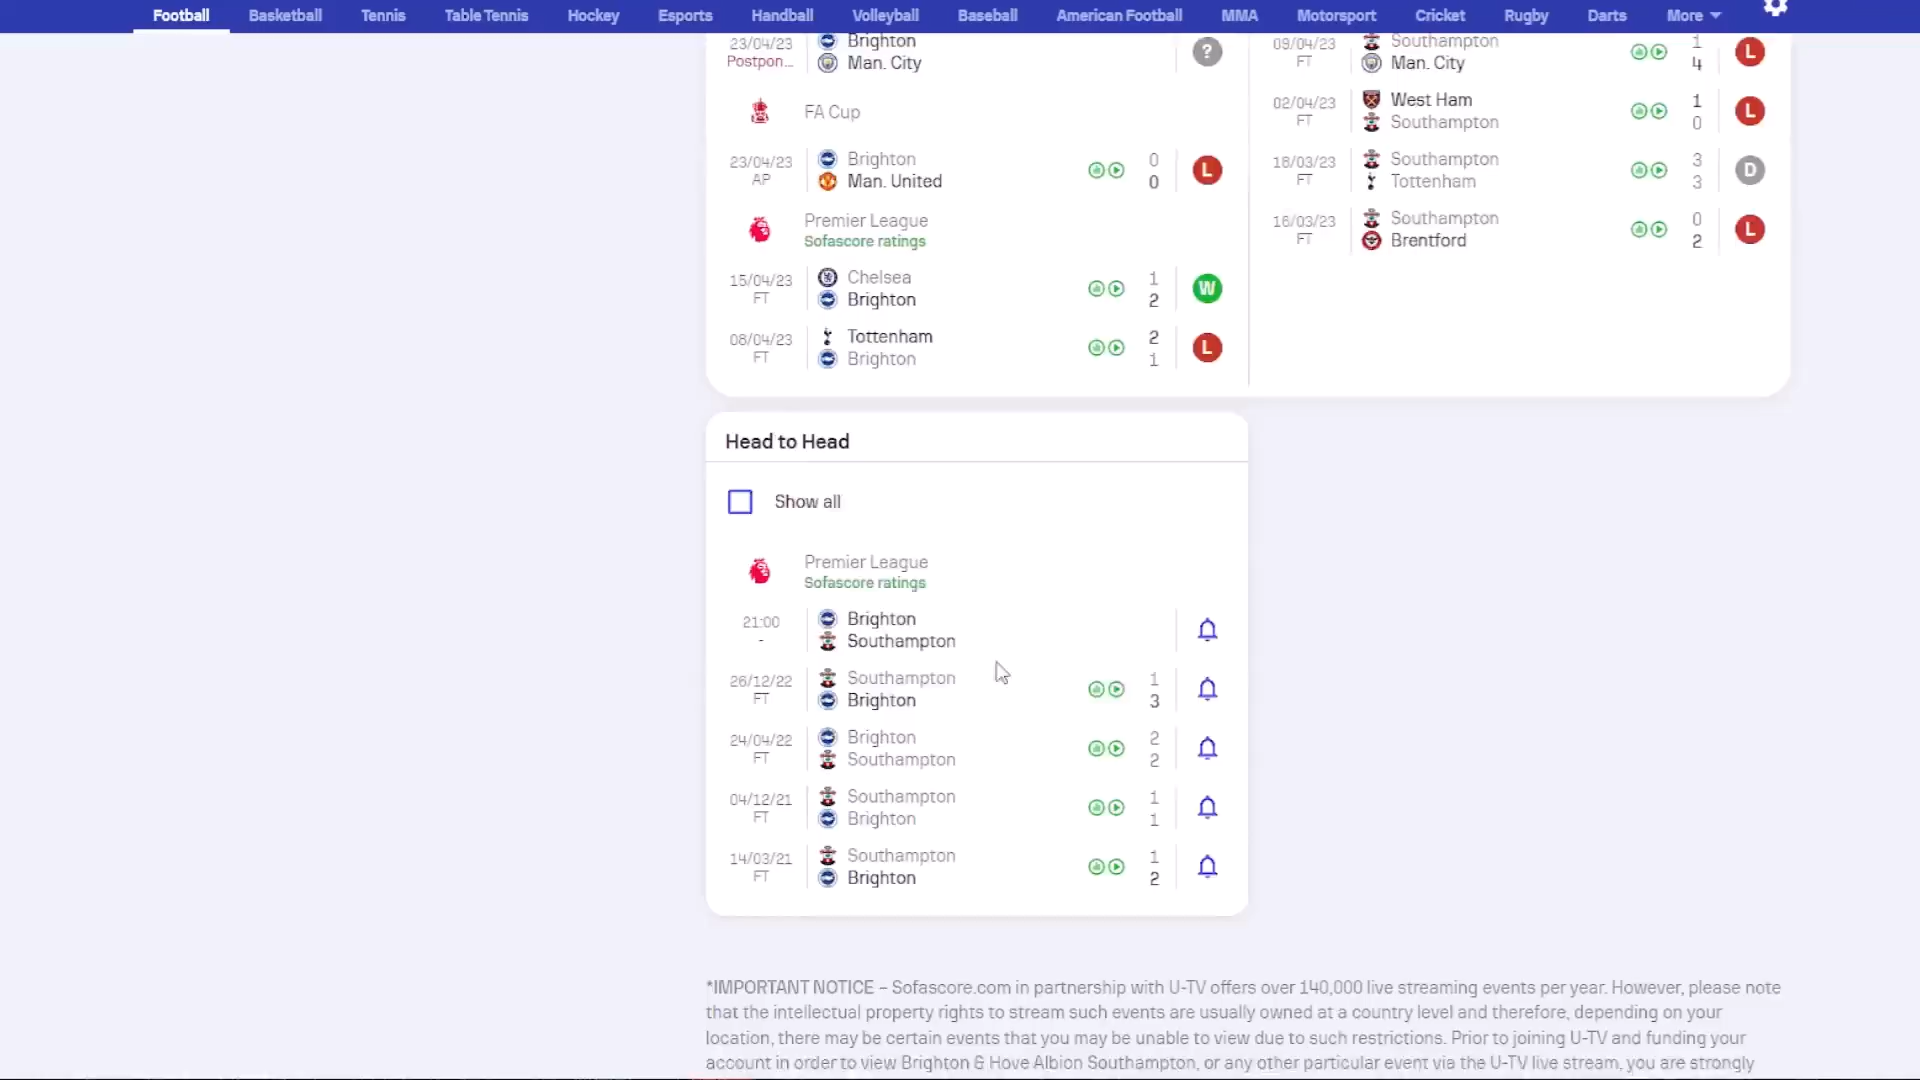 Football Basketball Tennis Table Tennis Hockey Esports Handball Volleyball Baseball American Football MMA Motorsport Cricket Rugby Darts More
23/04/23 Brighton
Postpon... Man. City ?
FA Cup
23/04/23 Brighton 0
AP Man. United 0 L
Premier League
Sofascore ratings
15/04/23 Chelsea 1
FT Brighton 2 W
08/04/23 Tottenham 2
FT Brighton 1 L
09/04/23 Southampton 1
FT Man. City 4 L
02/04/23 West Ham 1
FT Southampton 0 L
18/03/23 Southampton 3
FT Tottenham 3 D
16/03/23 Southampton 0
FT Brentford 2 L
Head to Head
Show all
Premier League
Sofascore ratings
21:00 Brighton
- Southampton
26/12/22 Southampton 1
FT Brighton 3
24/04/22 Brighton 2
FT Southampton 2
04/12/21 Southampton 1
FT Brighton 1
14/03/21 Southampton 1
FT Brighton 2
*IMPORTANT NOTICE – Sofascore.com in partnership with U-TV offers over 140,000 live streaming events per year. However, please note
that the intellectual property rights to stream such events are usually owned at a country level and therefore, depending on your
location, there may be certain events that you may be unable to view due to such restrictions. Prior to joining U-TV and funding your
account in order to view Brighton & Hove Albion Southampton, or any other particular event via the U-TV live stream, you are strongly